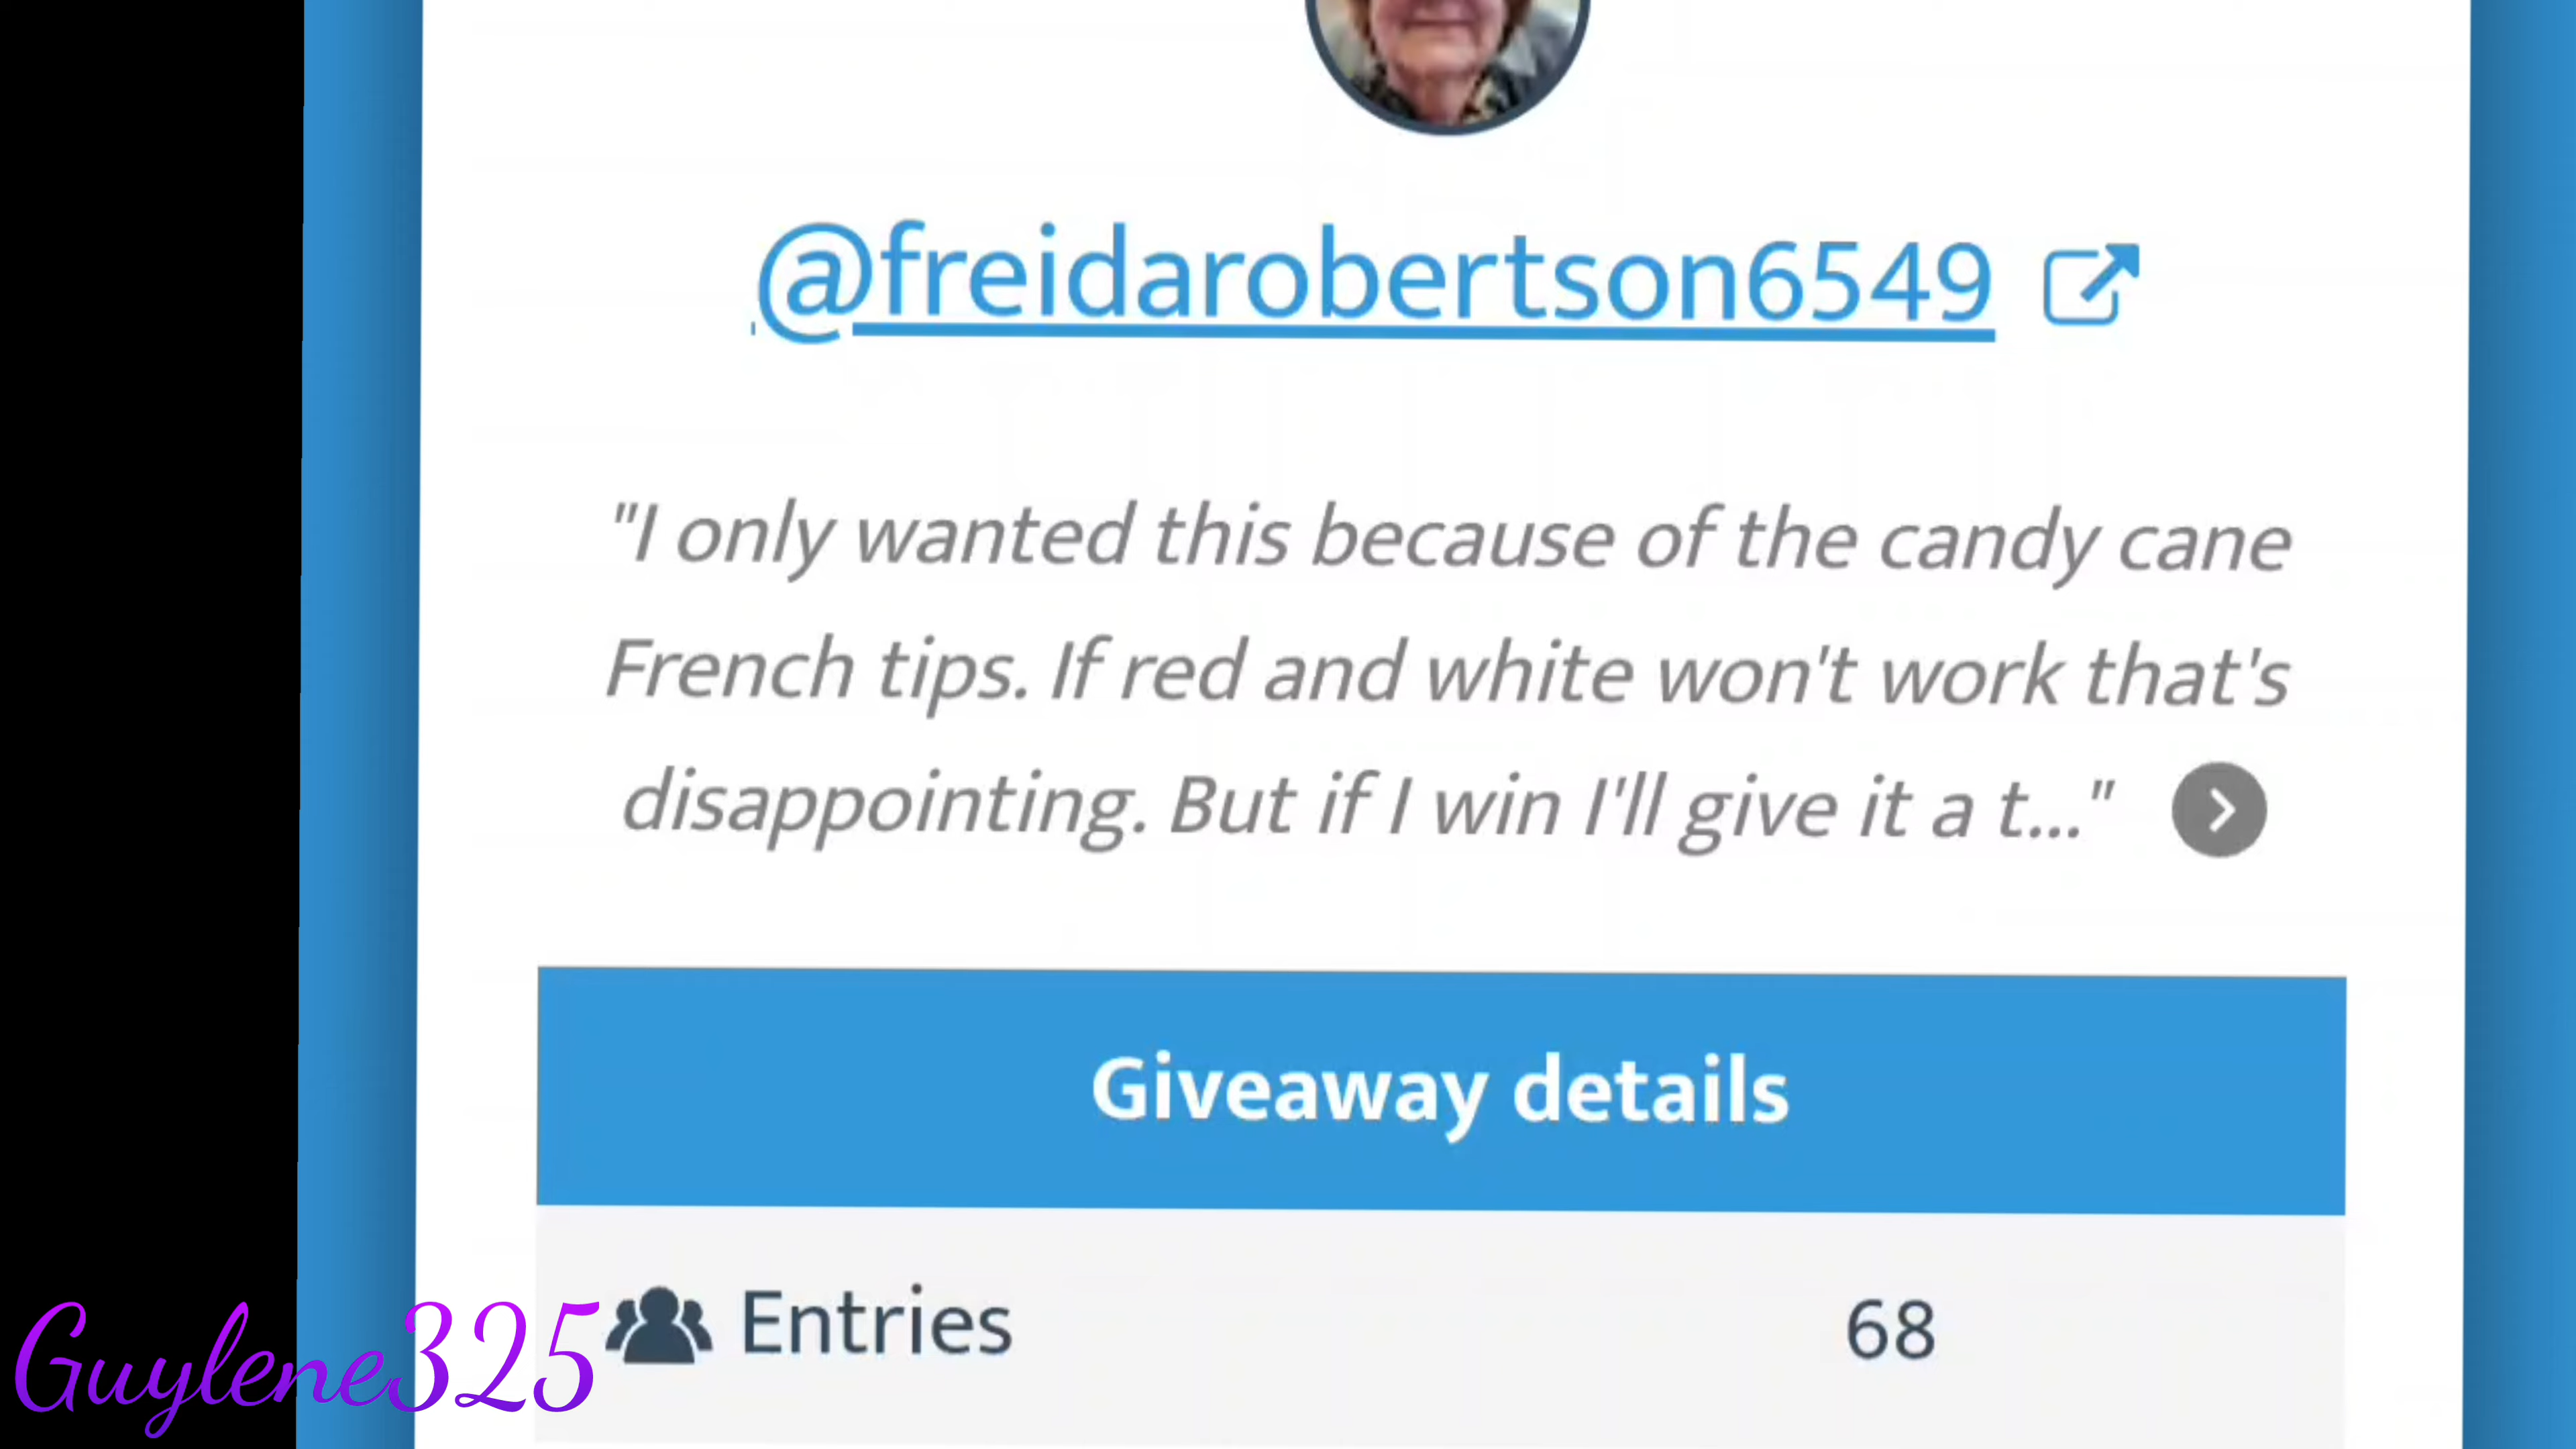 @freidarobertson6549
"I only wanted this because of the candy cane
French tips. If red and white won't work that's
disappointing. But if I win I'll give it a t..."
Giveaway details
Entries 68
Guylene325